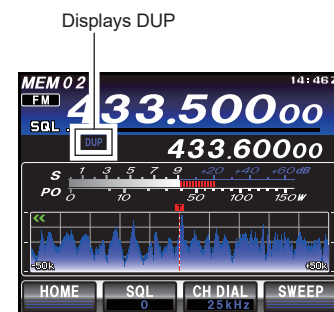 Displays DUP
MEM 02 14:46
FM 433.50000
SQL
DUP 433.60000
S 1 3 5 7 9 +20 +40 +60dB
PO 0 10 50 100 150W
T
-50k +50k
HOME SQL CH DIAL SWEEP
0 25kHz